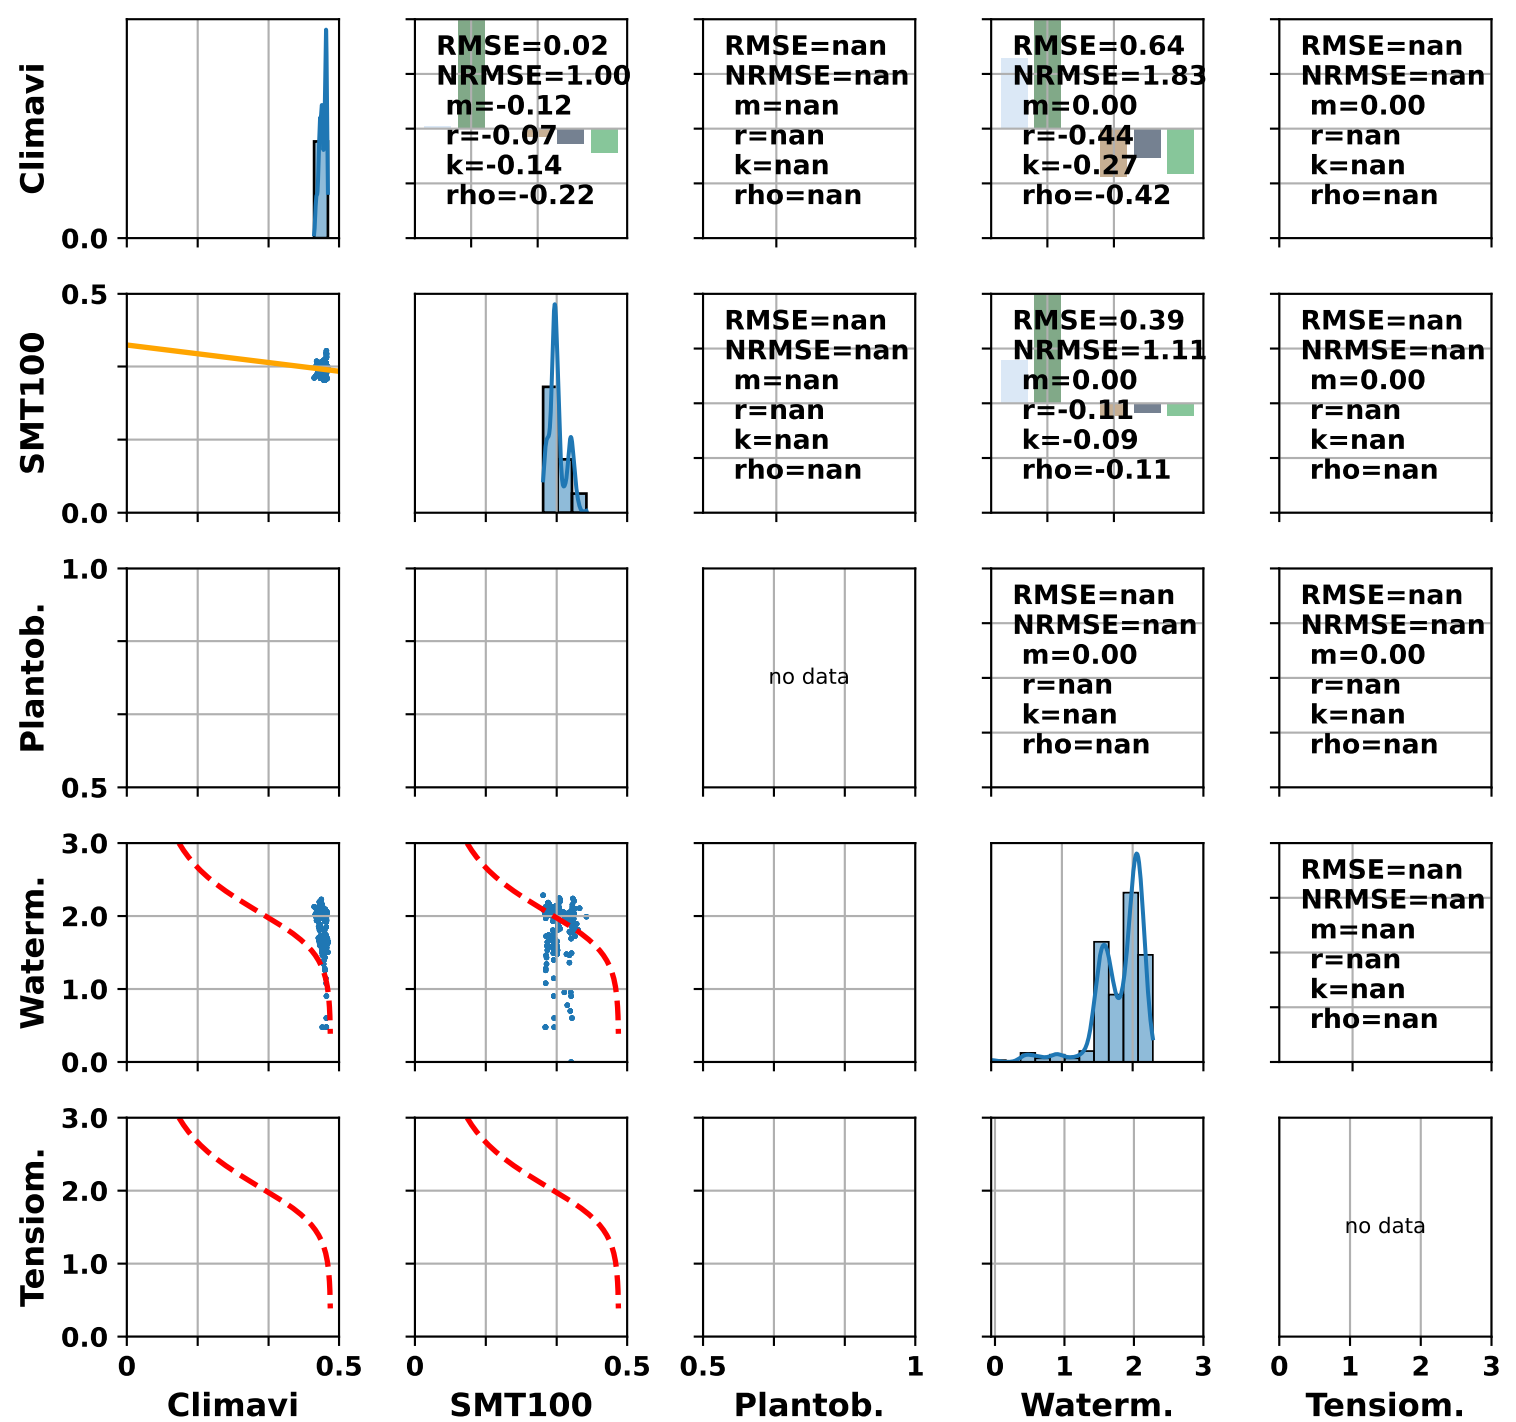 Climavi
0.0
RMSE=0.02
NRMSE=1.00
m=-0.12
r=-0.07
k=-0.14
rho=-0.22
RMSE=nan
NRMSE=nan
m=nan
r=nan
k=nan
rho=nan
RMSE=0.64
NRMSE=1.83
m=0.00
r=-0.44
k=-0.27
rho=-0.42
RMSE=nan
NRMSE=nan
m=0.00
r=nan
k=nan
rho=nan
SMT100
0.5
0.0
RMSE=nan
NRMSE=nan
m=nan
r=nan
k=nan
rho=nan
RMSE=0.39
NRMSE=1.11
m=0.00
r=-0.11
k=-0.09
rho=-0.11
RMSE=nan
NRMSE=nan
m=0.00
r=nan
k=nan
rho=nan
Plantob.
1.0
0.5
no data
RMSE=nan
NRMSE=nan
m=0.00
r=nan
k=nan
rho=nan
RMSE=nan
NRMSE=nan
m=0.00
r=nan
k=nan
rho=nan
Waterm.
3.0
2.0
1.0
0.0
RMSE=nan
NRMSE=nan
m=nan
r=nan
k=nan
rho=nan
Tensiom.
3.0
2.0
1.0
0.0
no data
0 0.5
0 0.5
0.5 1
0 1 2 3
0 1 2 3
Climavi
SMT100
Plantob.
Waterm.
Tensiom.